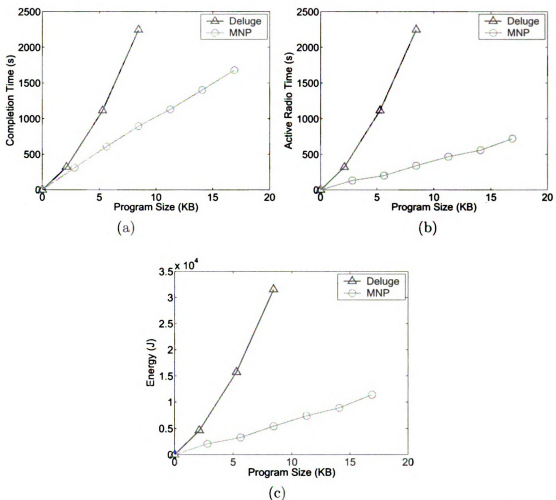 2500
2000
1500
1000
500
0
Completion Time (s)
0 5 10 15 20
Program Size (KB)
Deluge
MNP
(a)
2500
2000
1500
1000
500
0
Active Radio Time (s)
0 5 10 15 20
Program Size (KB)
Deluge
MNP
(b)
3.5 x 10^4
3
2.5
2
1.5
1
0.5
0
Energy (J)
0 5 10 15 20
Program Size (KB)
Deluge
MNP
(c)